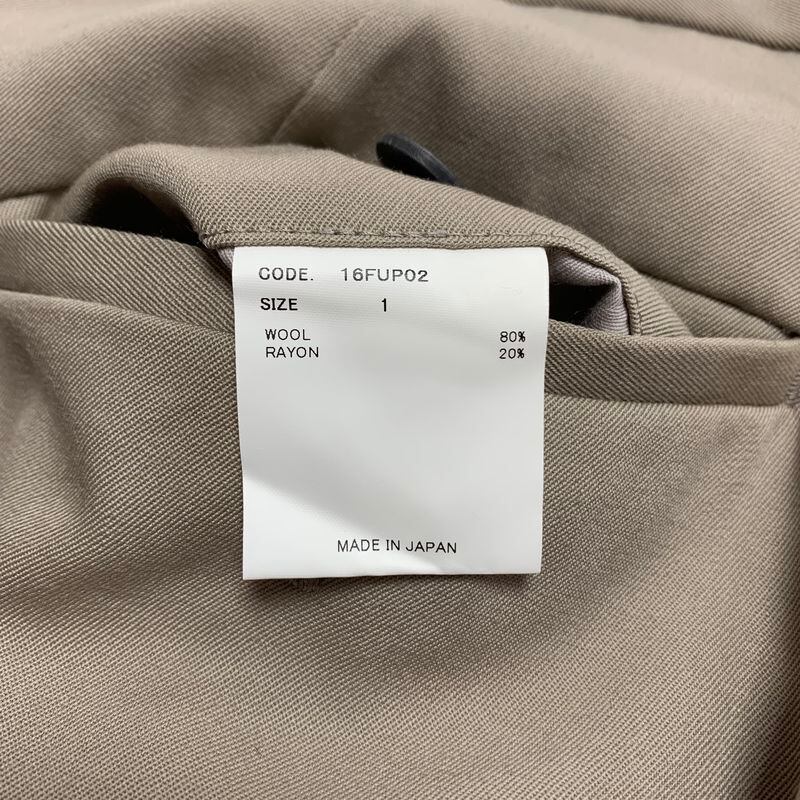 CODE. 16FUP02
SIZE 1
WOOL 80%
RAYON 20%
MADE IN JAPAN